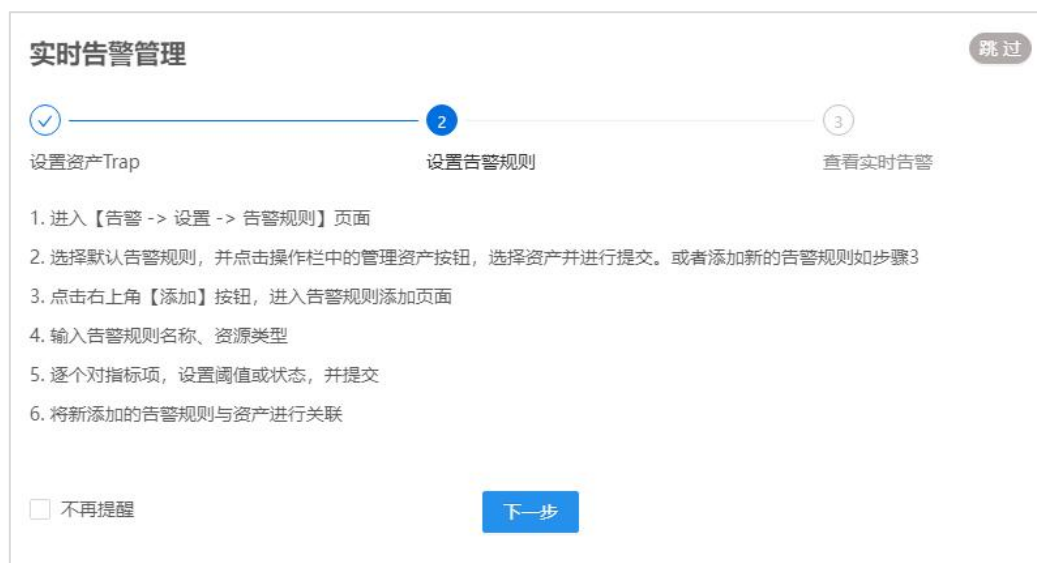 实时告警管理
跳过
2
3
设置资产Trap
设置告警规则
查看实时告警
1. 进入【告警 -> 设置 -> 告警规则】页面
2. 选择默认告警规则，并点击操作栏中的管理资产按钮，选择资产并进行提交。或者添加新的告警规则如步骤3
3. 点击右上角【添加】按钮，进入告警规则添加页面
4. 输入告警规则名称、资源类型
5. 逐个对指标项，设置阈值或状态，并提交
6. 将新添加的告警规则与资产进行关联
不再提醒
下一步